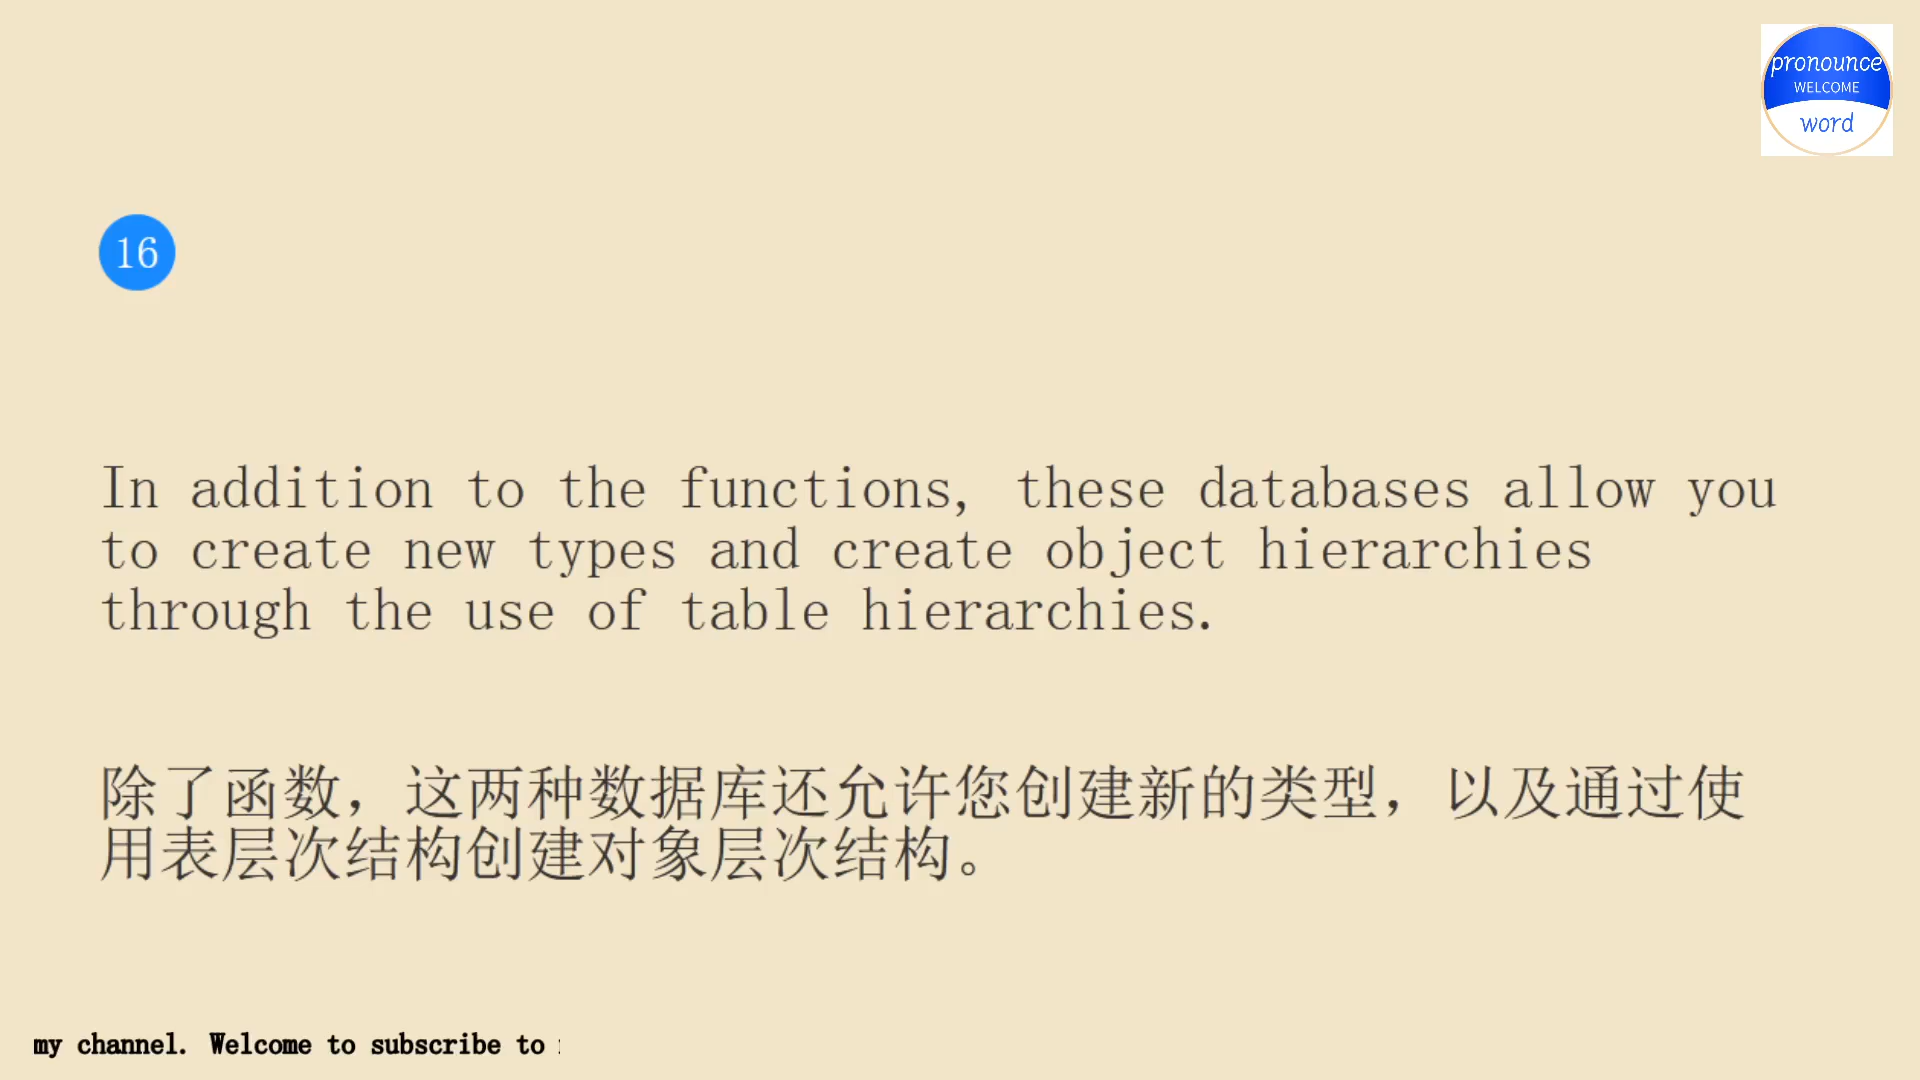 pronounce
WELCOME
word
16
In addition to the functions, these databases allow you
to create new types and create object hierarchies
through the use of table hierarchies.
除了函数，这两种数据库还允许您创建新的类型，以及通过使
用表层次结构创建对象层次结构。
my channel. Welcome to subscribe to